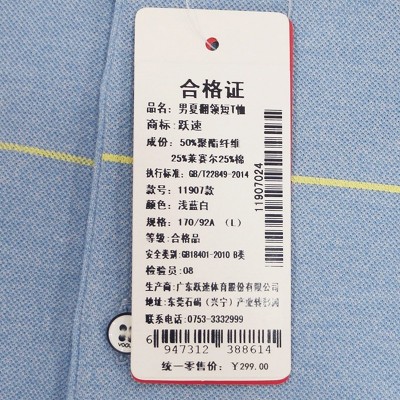 合格证
品名: 男夏翻领短T恤
商标: 跃速
成份: 50%聚酯纤维
25%莱赛尔25%棉
执行标准: GB/T22849-2014
款号: 11907款
颜色: 浅蓝白
规格: 170/92A (L)
等级: 合格品
安全类别: GB18401-2010 B类
检验员: 08
生产商: 广东跃速体育股份有限公司
地址: 东莞石碣(兴宁)产业转移园
联系电话: 0753-3332999
6 947312 388614
统一零售价: ¥299.00
11907024